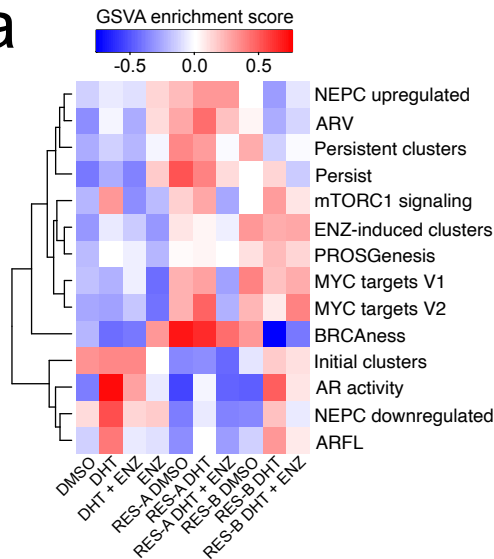 a
GSVA enrichment score
-0.5 0.0 0.5
NEPC upregulated
ARV
Persistent clusters
Persist
mTORC1 signaling
ENZ-induced clusters
PROSGenesis
MYC targets V1
MYC targets V2
BRCAness
Initial clusters
AR activity
NEPC downregulated
ARFL
DMSO
DHT
DHT + ENZ
ENZ
RES-A DMSO
RES-A DHT
RES-A DHT + ENZ
RES-B DMSO
RES-B DHT
RES-B DHT + ENZ